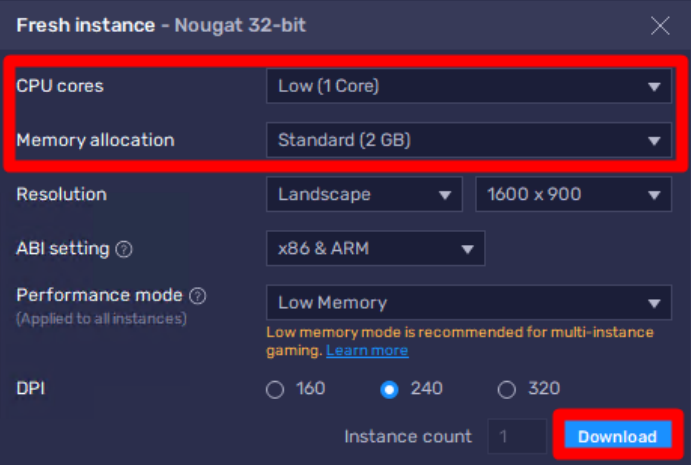 Fresh instance - Nougat 32-bit
CPU cores Low (1 Core)
Memory allocation Standard (2 GB)
Resolution Landscape 1600 x 900
ABI setting ? x86 & ARM
Performance mode ? Low Memory
(Applied to all instances)
Low memory mode is recommended for multi-instance
gaming. Learn more
DPI 160 240 320
Instance count 1 Download